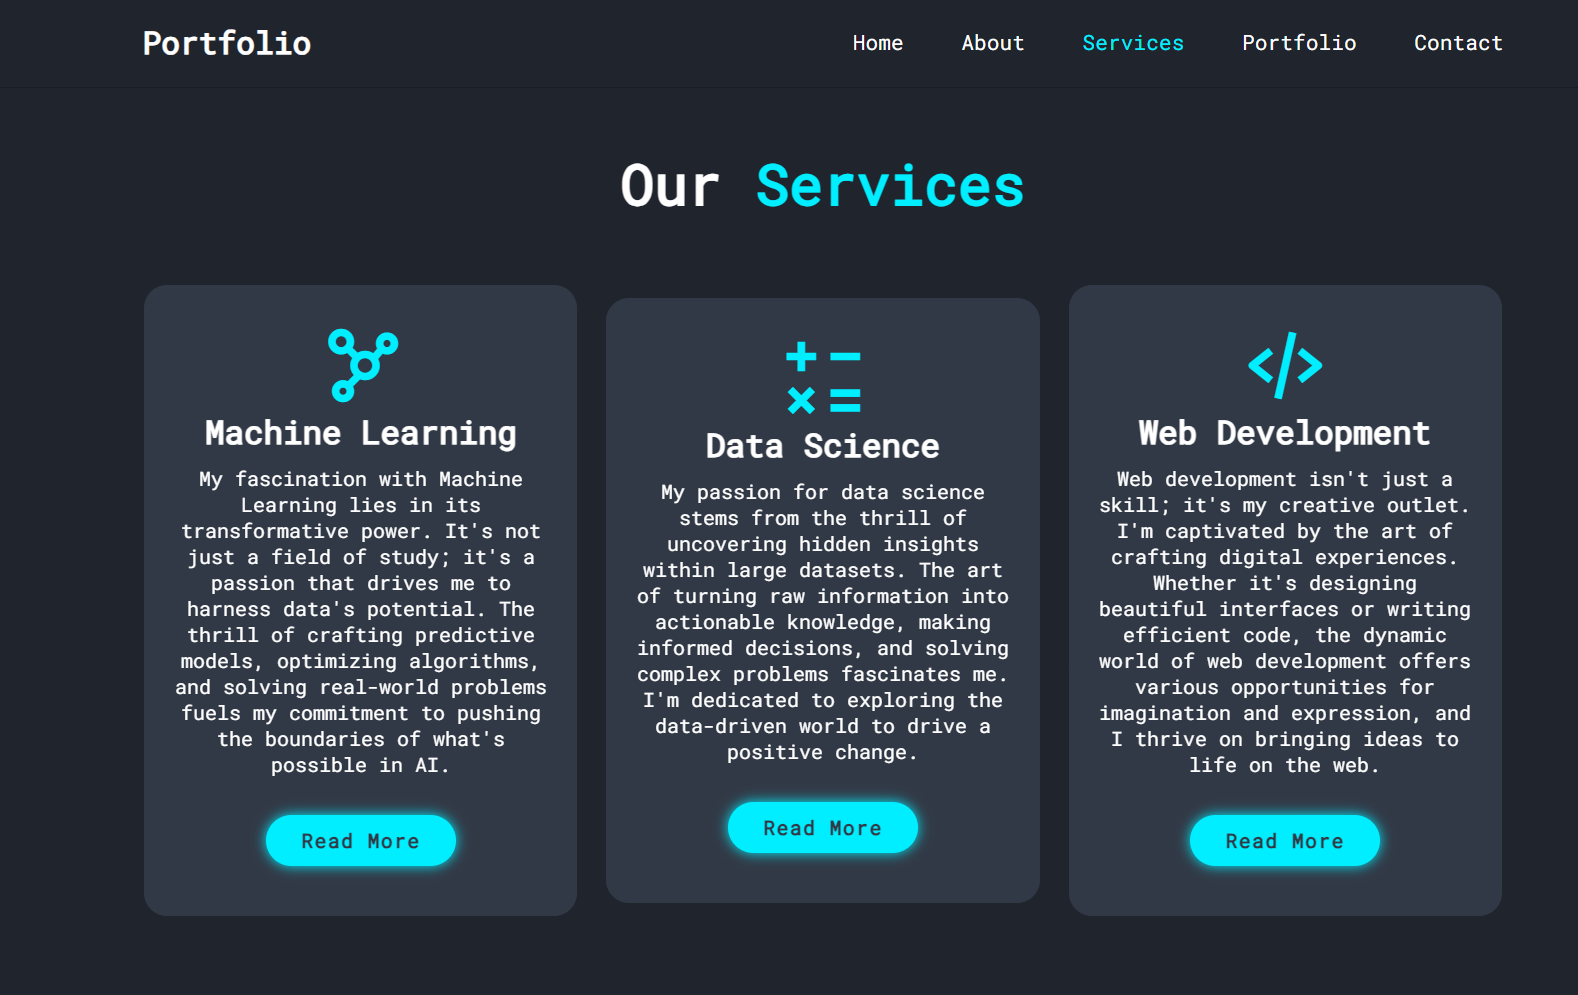 Portfolio
Home About Services Portfolio Contact
Our Services
Machine Learning
My fascination with Machine
Learning lies in its
transformative power. It's not
just a field of study; it's a
passion that drives me to
harness data's potential. The
thrill of crafting predictive
models, optimizing algorithms,
and solving real-world problems
fuels my commitment to pushing
the boundaries of what's
possible in AI.
Read More
Data Science
My passion for data science
stems from the thrill of
uncovering hidden insights
within large datasets. The art
of turning raw information into
actionable knowledge, making
informed decisions, and solving
complex problems fascinates me.
I'm dedicated to exploring the
data-driven world to drive a
positive change.
Read More
Web Development
Web development isn't just a
skill; it's my creative outlet.
I'm captivated by the art of
crafting digital experiences.
Whether it's designing
beautiful interfaces or writing
efficient code, the dynamic
world of web development offers
various opportunities for
imagination and expression, and
I thrive on bringing ideas to
life on the web.
Read More